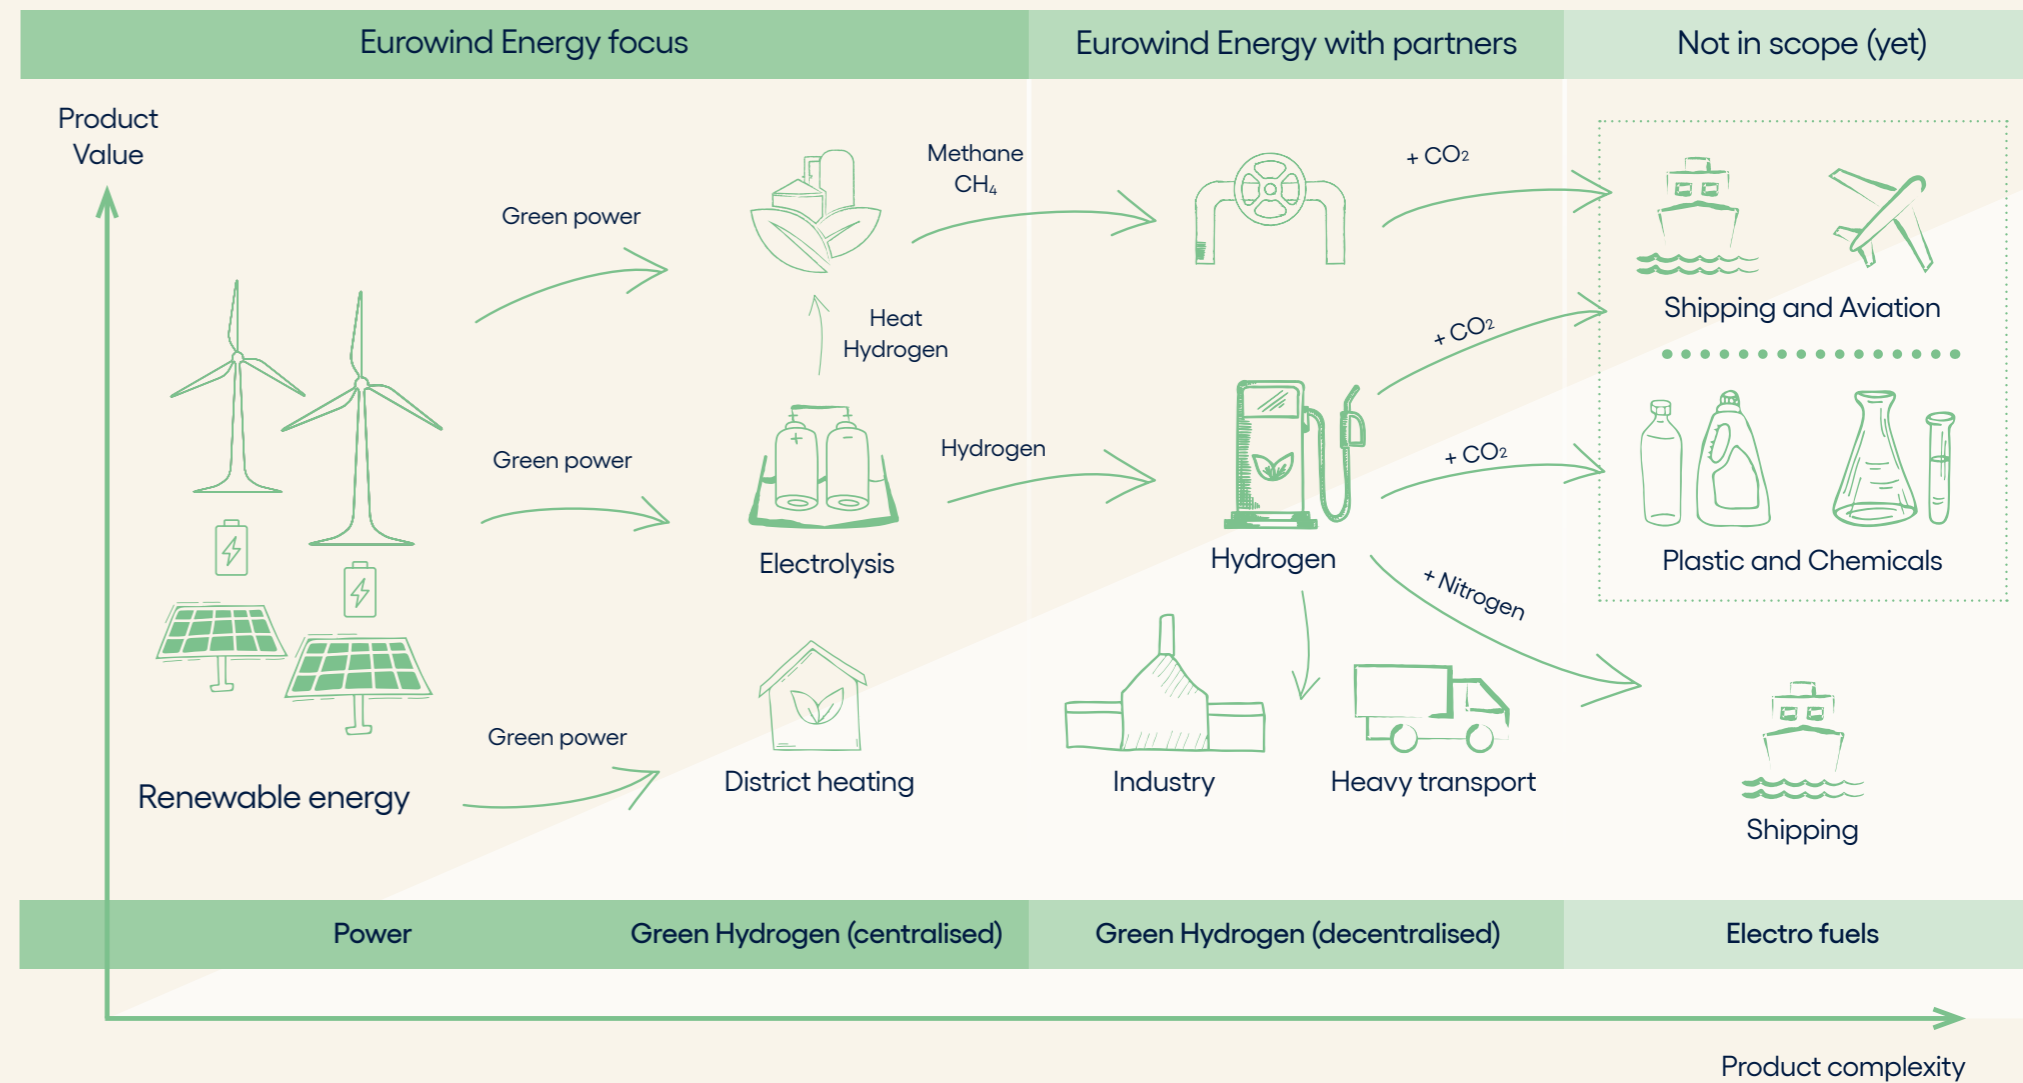 Eurowind Energy focus
Eurowind Energy with partners
Not in scope (yet)
Product
Value
Green power
Methane
CH₄
+ CO₂
Shipping and Aviation
Heat
Hydrogen
+ CO₂
Green power
Electrolysis
Hydrogen
+ −
Hydrogen
+ CO₂
Plastic and Chemicals
+ Nitrogen
Green power
Renewable energy
District heating
Industry
Heavy transport
Shipping
Power
Green Hydrogen (centralised)
Green Hydrogen (decentralised)
Electro fuels
Product complexity